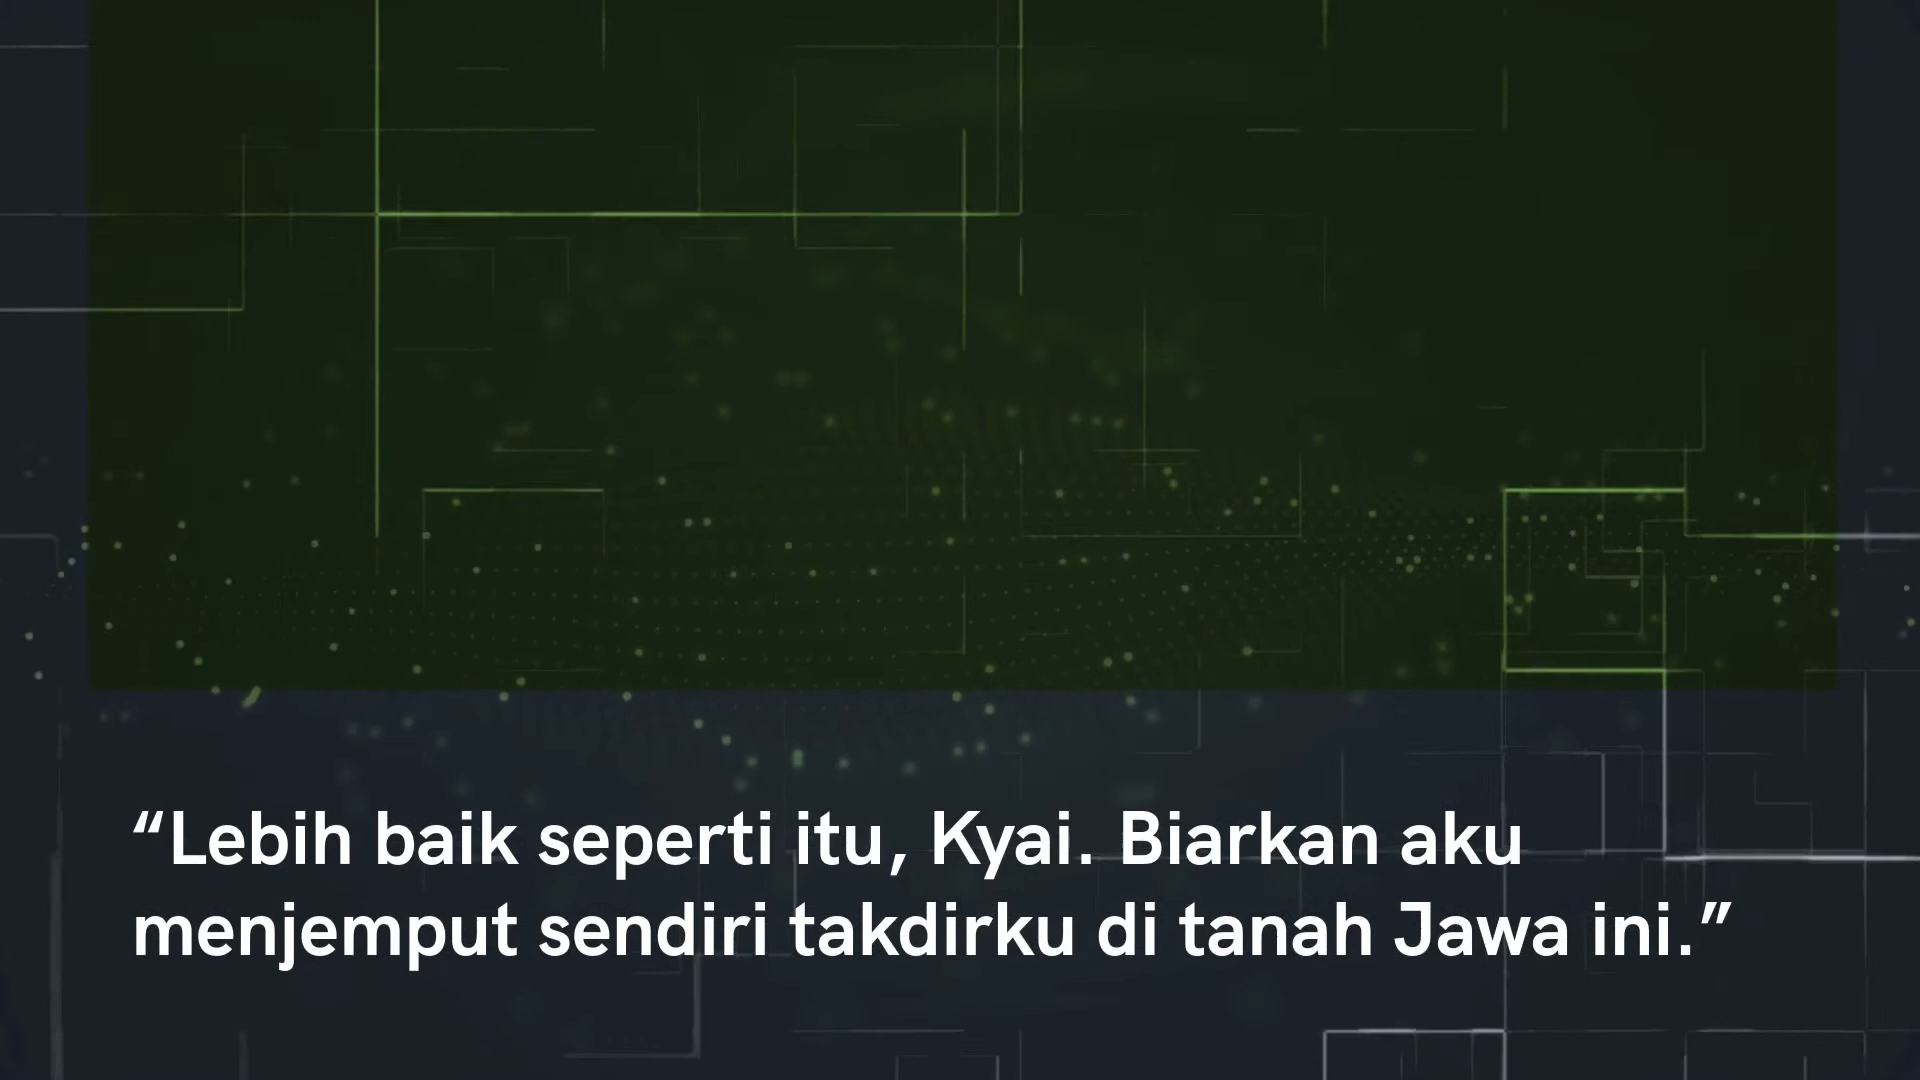 “Lebih baik seperti itu, Kyai. Biarkan aku
menjemput sendiri takdirku di tanah Jawa ini.”